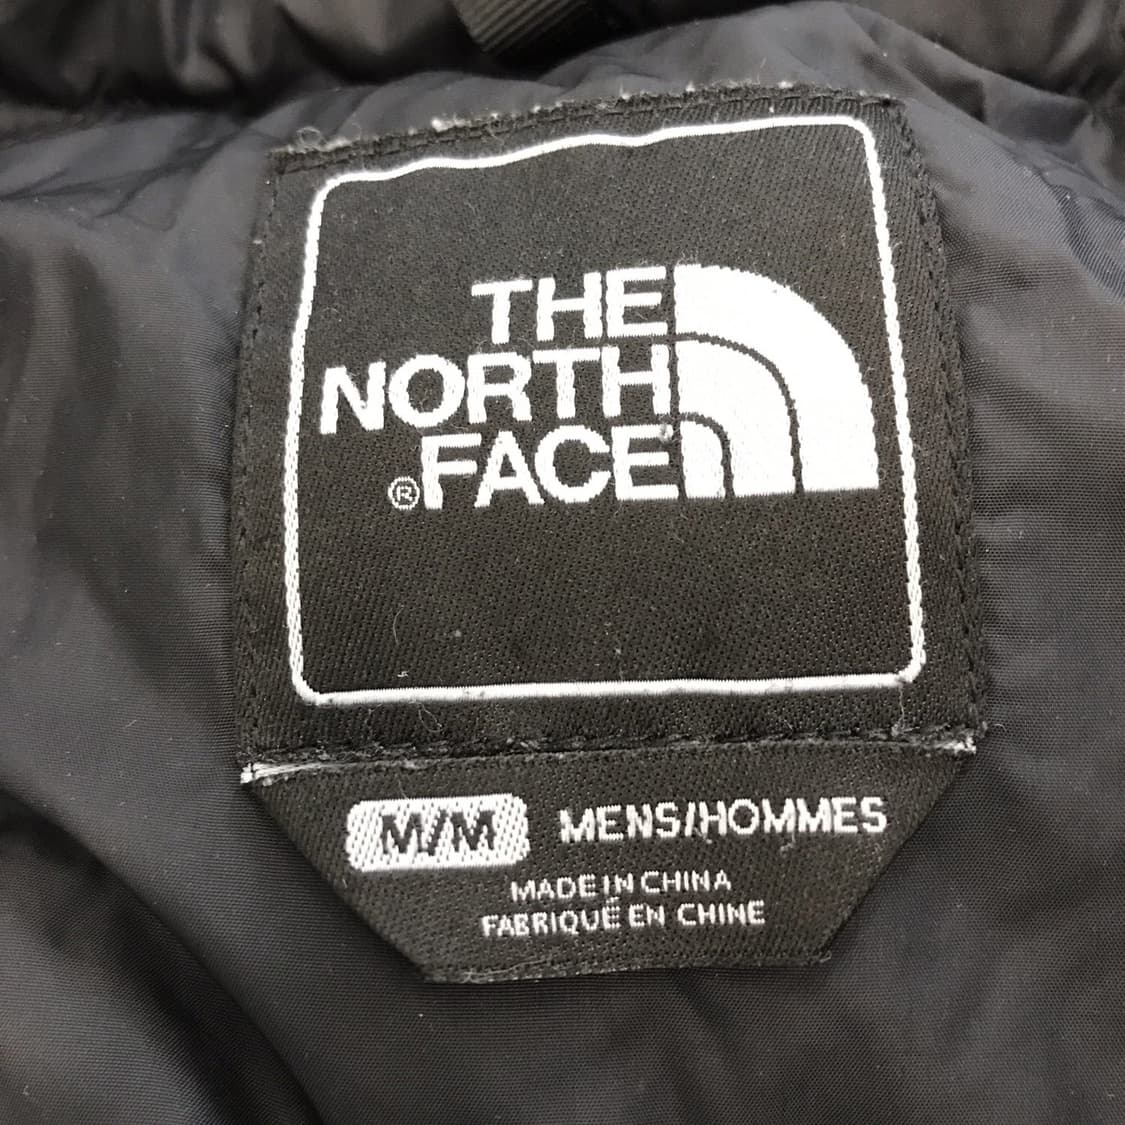 THE
NORTH
®FACE
M/M MENS/HOMMES
MADE IN CHINA
FABRIQUÉ EN CHINE